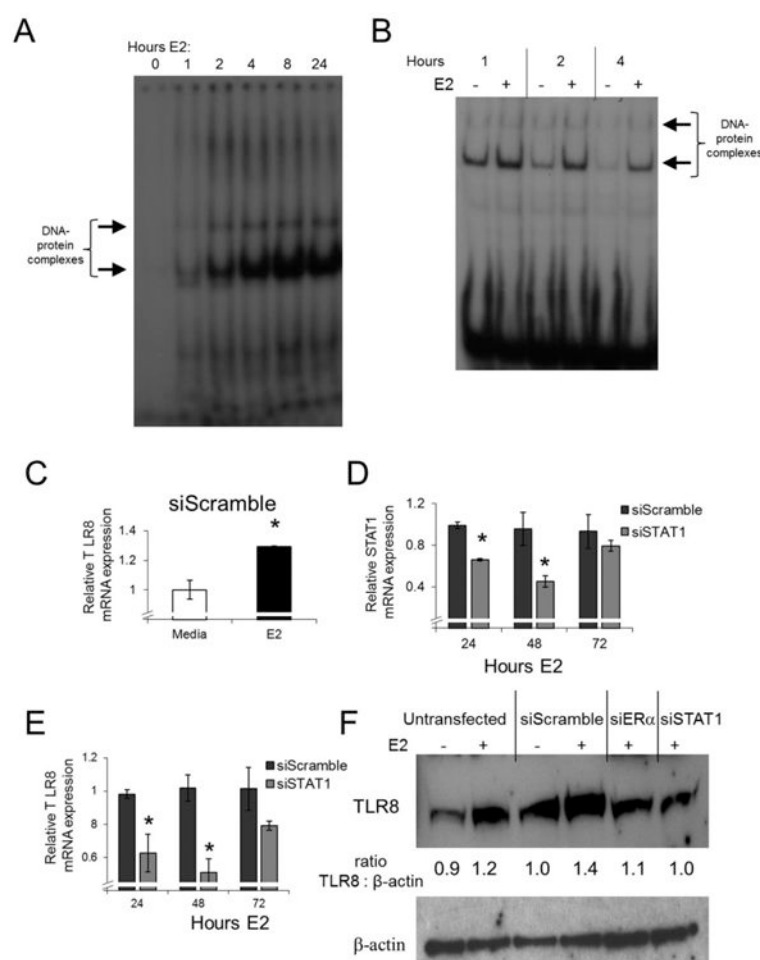 A
Hours E2:
0 1 2 4 8 24
DNA-
protein
complexes
B
Hours 1 2 4
E2 - + - + - +
DNA-
protein
complexes
C
siScramble
Relative T LR8
mRNA expression
1.4
1.2
1
*
Media E2
D
Relative STAT1
mRNA expression
1.2
0.8
0.4
siScramble
siSTAT1
* *
24 48 72
Hours E2
E
Relative T LR8
mRNA expression
1.2
1
0.8
0.6
siScramble
siSTAT1
* *
24 48 72
Hours E2
F
Untransfected siScramble siERα siSTAT1
E2 - + - + + +
TLR8
ratio
TLR8 : β-actin
0.9 1.2 1.0 1.4 1.1 1.0
β-actin